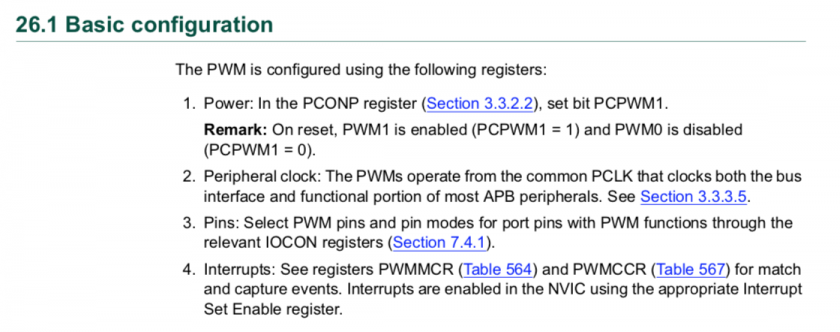 26.1 Basic configuration
The PWM is configured using the following registers:
1. Power: In the PCONP register (Section 3.3.2.2), set bit PCPWM1.
Remark: On reset, PWM1 is enabled (PCPWM1 = 1) and PWM0 is disabled
(PCPWM1 = 0).
2. Peripheral clock: The PWMs operate from the common PCLK that clocks both the bus
interface and functional portion of most APB peripherals. See Section 3.3.3.5.
3. Pins: Select PWM pins and pin modes for port pins with PWM functions through the
relevant IOCON registers (Section 7.4.1).
4. Interrupts: See registers PWMMCR (Table 564) and PWMCCR (Table 567) for match
and capture events. Interrupts are enabled in the NVIC using the appropriate Interrupt
Set Enable register.